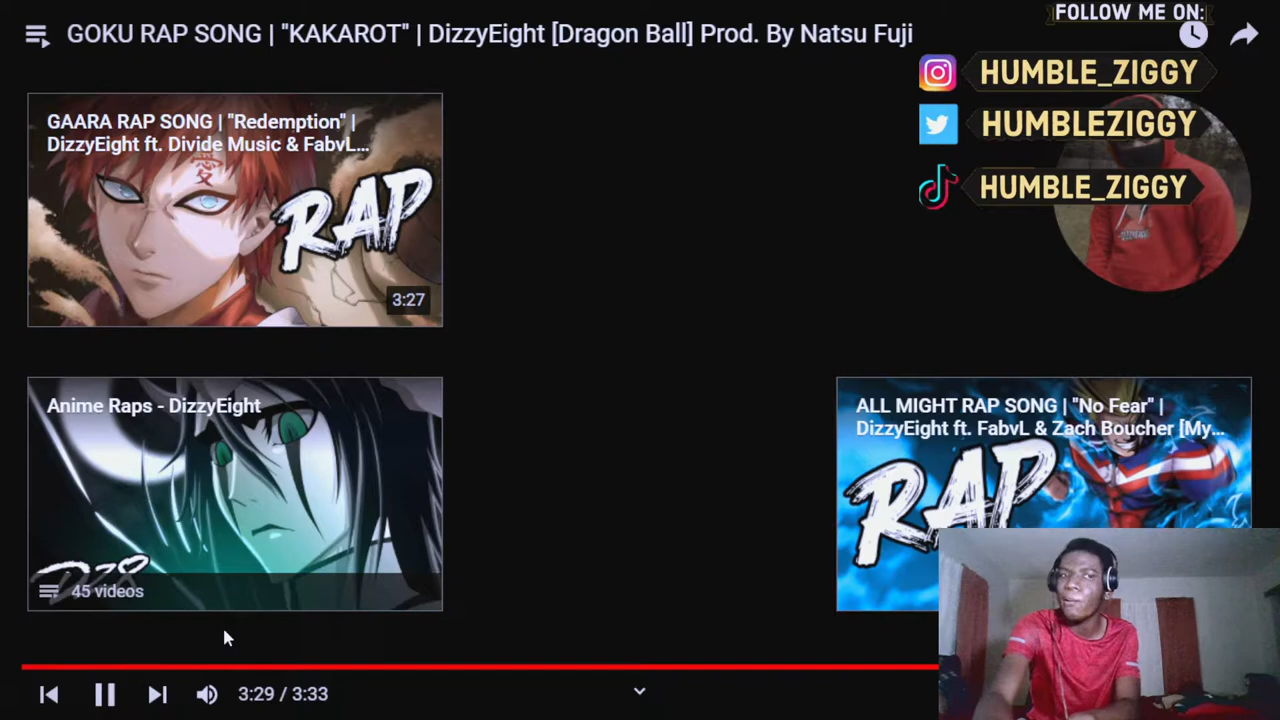 GOKU RAP SONG | "KAKAROT" | DizzyEight [Dragon Ball] Prod. By Natsu Fuji
FOLLOW ME ON:
HUMBLE_ZIGGY
HUMBLEZIGGY
HUMBLE_ZIGGY
GAARA RAP SONG | "Redemption" |
DizzyEight ft. Divide Music & FabvL...
愛
RAP
3:27
Anime Raps - DizzyEight
DZ8
45 videos
ALL MIGHT RAP SONG | "No Fear" |
DizzyEight ft. FabvL & Zach Boucher [My...
RAP
3:29 / 3:33